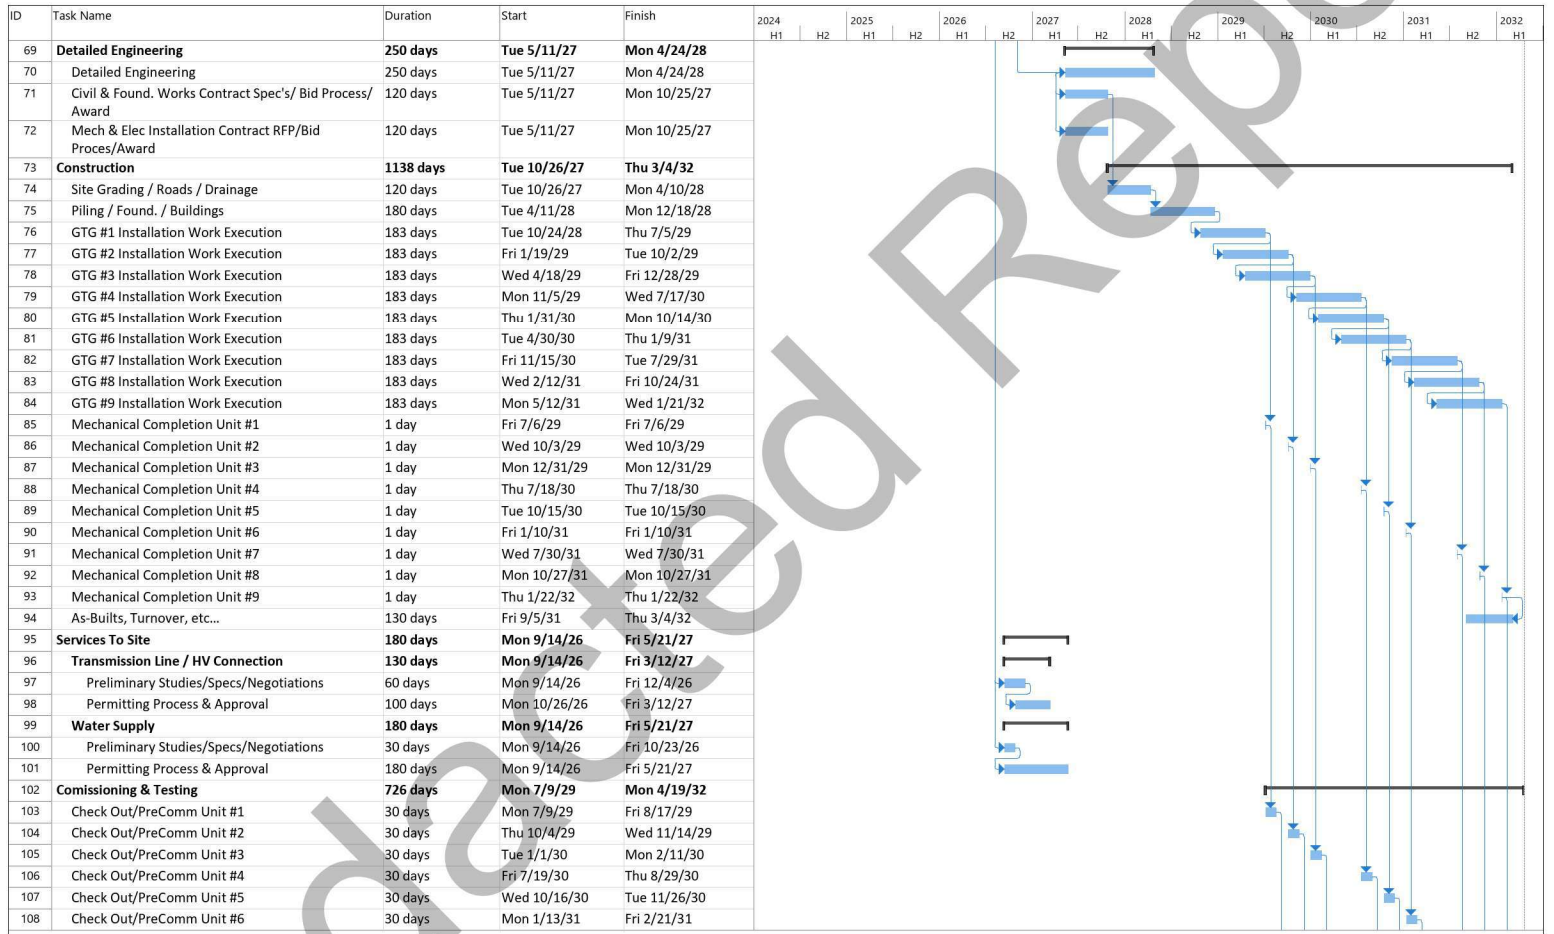 ID Task Name Duration Start Finish
2024 2025 2026 2027 2028 2029 2030 2031 2032
H1 H2 H1 H2 H1 H2 H1 H2 H1 H2 H1 H2 H1 H2 H1 H2 H1
69 Detailed Engineering 250 days Tue 5/11/27 Mon 4/24/28
70 Detailed Engineering 250 days Tue 5/11/27 Mon 4/24/28
71 Civil & Found. Works Contract Spec's/ Bid Process/ 120 days Tue 5/11/27 Mon 10/25/27
Award
72 Mech & Elec Installation Contract RFP/Bid 120 days Tue 5/11/27 Mon 10/25/27
Proces/Award
73 Construction 1138 days Tue 10/26/27 Thu 3/4/32
74 Site Grading / Roads / Drainage 120 days Tue 10/26/27 Mon 4/10/28
75 Piling / Found. / Buildings 180 days Tue 4/11/28 Mon 12/18/28
76 GTG #1 Installation Work Execution 183 days Tue 10/24/28 Thu 7/5/29
77 GTG #2 Installation Work Execution 183 days Fri 1/19/29 Tue 10/2/29
78 GTG #3 Installation Work Execution 183 days Wed 4/18/29 Fri 12/28/29
79 GTG #4 Installation Work Execution 183 days Mon 11/5/29 Wed 7/17/30
80 GTG #5 Installation Work Execution 183 days Thu 1/31/30 Mon 10/14/30
81 GTG #6 Installation Work Execution 183 days Tue 4/30/30 Thu 1/9/31
82 GTG #7 Installation Work Execution 183 days Fri 11/15/30 Tue 7/29/31
83 GTG #8 Installation Work Execution 183 days Wed 2/12/31 Fri 10/24/31
84 GTG #9 Installation Work Execution 183 days Mon 5/12/31 Wed 1/21/32
85 Mechanical Completion Unit #1 1 day Fri 7/6/29 Fri 7/6/29
86 Mechanical Completion Unit #2 1 day Wed 10/3/29 Wed 10/3/29
87 Mechanical Completion Unit #3 1 day Mon 12/31/29 Mon 12/31/29
88 Mechanical Completion Unit #4 1 day Thu 7/18/30 Thu 7/18/30
89 Mechanical Completion Unit #5 1 day Tue 10/15/30 Tue 10/15/30
90 Mechanical Completion Unit #6 1 day Fri 1/10/31 Fri 1/10/31
91 Mechanical Completion Unit #7 1 day Wed 7/30/31 Wed 7/30/31
92 Mechanical Completion Unit #8 1 day Mon 10/27/31 Mon 10/27/31
93 Mechanical Completion Unit #9 1 day Thu 1/22/32 Thu 1/22/32
94 As-Builts, Turnover, etc... 130 days Fri 9/5/31 Thu 3/4/32
95 Services To Site 180 days Mon 9/14/26 Fri 5/21/27
96 Transmission Line / HV Connection 130 days Mon 9/14/26 Fri 3/12/27
97 Preliminary Studies/Specs/Negotiations 60 days Mon 9/14/26 Fri 12/4/26
98 Permitting Process & Approval 100 days Mon 10/26/26 Fri 3/12/27
99 Water Supply 180 days Mon 9/14/26 Fri 5/21/27
100 Preliminary Studies/Specs/Negotiations 30 days Mon 9/14/26 Fri 10/23/26
101 Permitting Process & Approval 180 days Mon 9/14/26 Fri 5/21/27
102 Comissioning & Testing 726 days Mon 7/9/29 Mon 4/19/32
103 Check Out/PreComm Unit #1 30 days Mon 7/9/29 Fri 8/17/29
104 Check Out/PreComm Unit #2 30 days Thu 10/4/29 Wed 11/14/29
105 Check Out/PreComm Unit #3 30 days Tue 1/1/30 Mon 2/11/30
106 Check Out/PreComm Unit #4 30 days Fri 7/19/30 Thu 8/29/30
107 Check Out/PreComm Unit #5 30 days Wed 10/16/30 Tue 11/26/30
108 Check Out/PreComm Unit #6 30 days Mon 1/13/31 Fri 2/21/31
dacted Rep